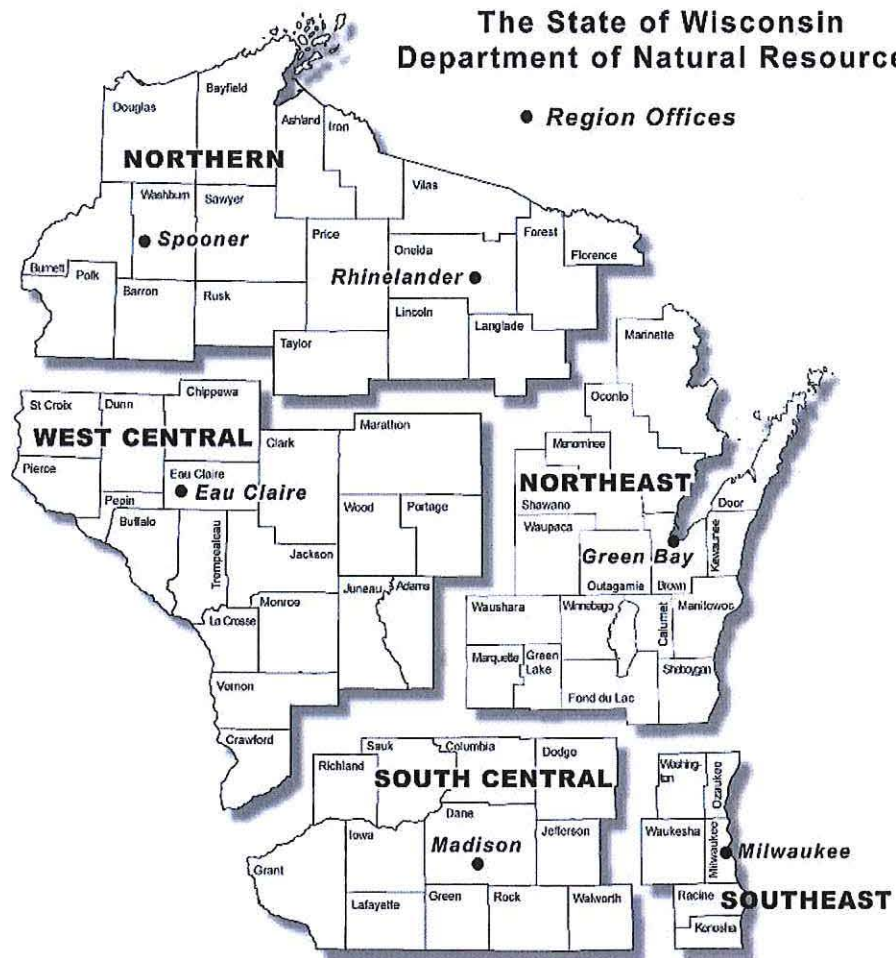 The State of Wisconsin
Department of Natural Resource
Region Offices
Bayfield
Douglas
Ashland
Iron
NORTHERN
Vilas
Washburn
Sawyer
Spooner
Price
Forest
Oneida
Florence
Rhinelander
Burnett
Polk
Barron
Rusk
Lincoln
Langlade
Taylor
Marinette
Chippewa
St Croix
Dunn
Oconto
Marathon
WEST CENTRAL
Clark
Menominee
Pierce
Eau Claire
Eau Claire
NORTHEAST
Pepin
Wood
Portage
Shawano
Door
Buffalo
Waupaca
Kewaunee
Trempealeau
Jackson
Green Bay
Juneau
Adams
Outagamie
Brown
Monroe
Waushara
Winnebago
Calumet
Manitowoc
La Crosse
Marquette
Green
Lake
Sheboygan
Vernon
Fond du Lac
Crawford
Sauk
Columbia
Dodge
Richland
SOUTH CENTRAL
Washing-
ton
Ozaukee
Dane
Iowa
Jefferson
Waukesha
Milwaukee
Madison
Milwaukee
Grant
Lafayette
Green
Rock
Walworth
Racine
SOUTHEAST
Kenosha